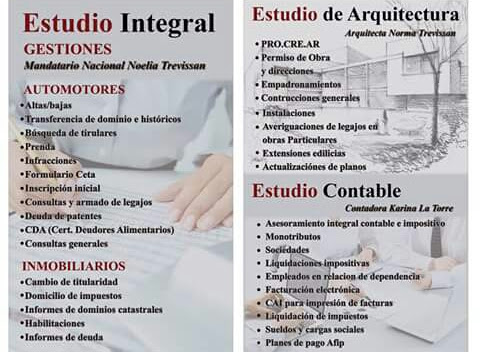 Estudio Integral
GESTIONES
Mandatario Nacional Noelia Trevissan
AUTOMOTORES
•Altas/bajas
•Transferencia de dominio e históricos
•Búsqueda de titulares
•Prenda
•Infracciones
•Formulario Ceta
•Inscripción inicial
•Consultas y armado de legajos
•Deuda de patentes
•CDA (Cert. Deudores Alimentarios)
•Consultas generales
INMOBILIARIOS
•Cambio de titularidad
•Domicilio de impuestos
•Informes de dominios catastrales
•Habilitaciones
•Informes de deuda
Estudio de Arquitectura
Arquitecta Norma Trevissan
• PRO.CRE.AR
• Permiso de Obra
y direcciones
• Empadronamientos
• Contrucciones generales
• Instalaciones
• Averiguaciones de legajos en
obras Particulares
• Extensiones edilicias
• Actualizaciónes de planos
Estudio Contable
Contadora Karina La Torre
• Asesoramiento integral contable e impositivo
• Monotributos
• Sociedades
• Liquidaciones impositivas
• Empleados en relacion de dependencia
• Facturación electrónica
• CAI para impresión de facturas
• Liquidación de impuestos
• Sueldos y cargas sociales
• Planes de pago Afip